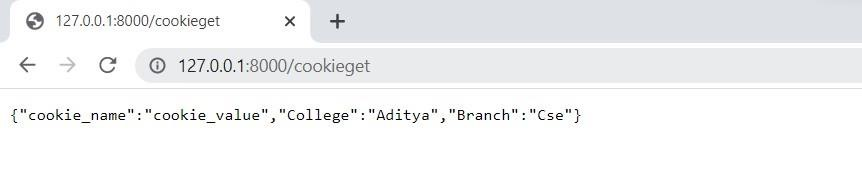 127.0.0.1:8000/cookieget
127.0.0.1:8000/cookieget
{"cookie_name":"cookie_value","College":"Aditya","Branch":"Cse"}